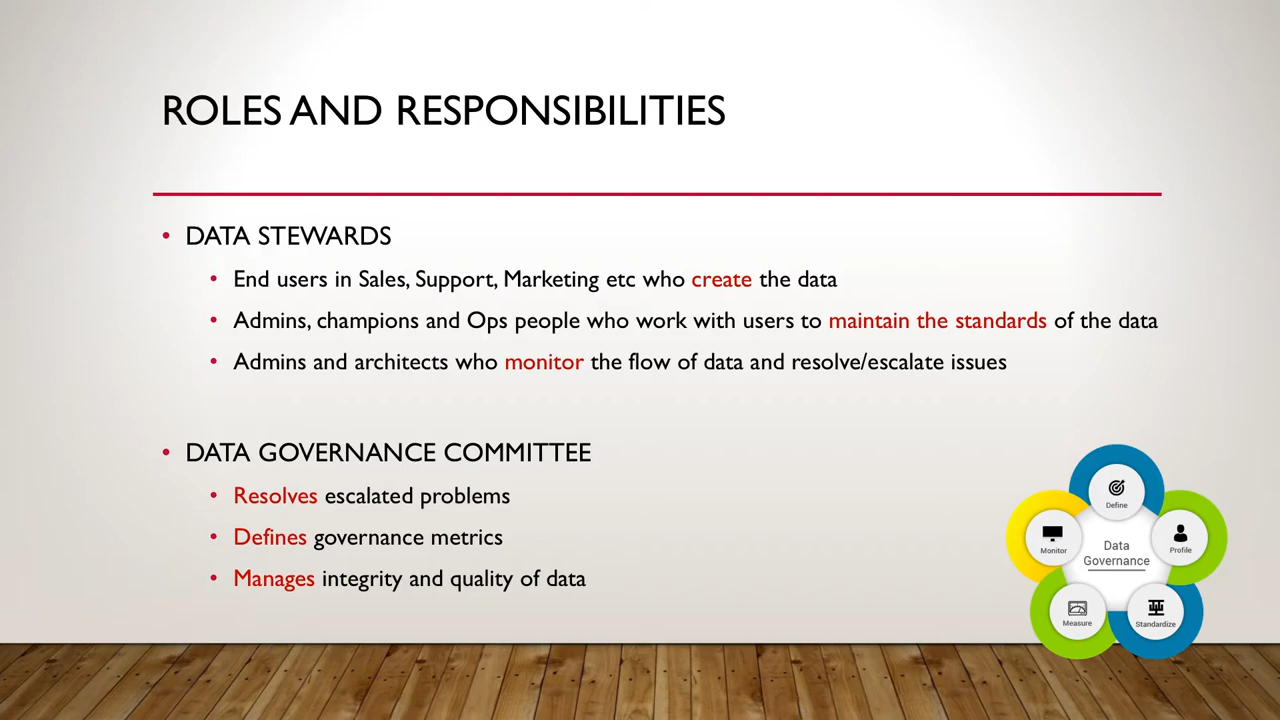 ROLES AND RESPONSIBILITIES
• DATA STEWARDS
• End users in Sales, Support, Marketing etc who create the data
• Admins, champions and Ops people who work with users to maintain the standards of the data
• Admins and architects who monitor the flow of data and resolve/escalate issues
• DATA GOVERNANCE COMMITTEE
• Resolves escalated problems
• Defines governance metrics
• Manages integrity and quality of data
Define
Monitor
Profile
Data
Governance
Measure
Standardize